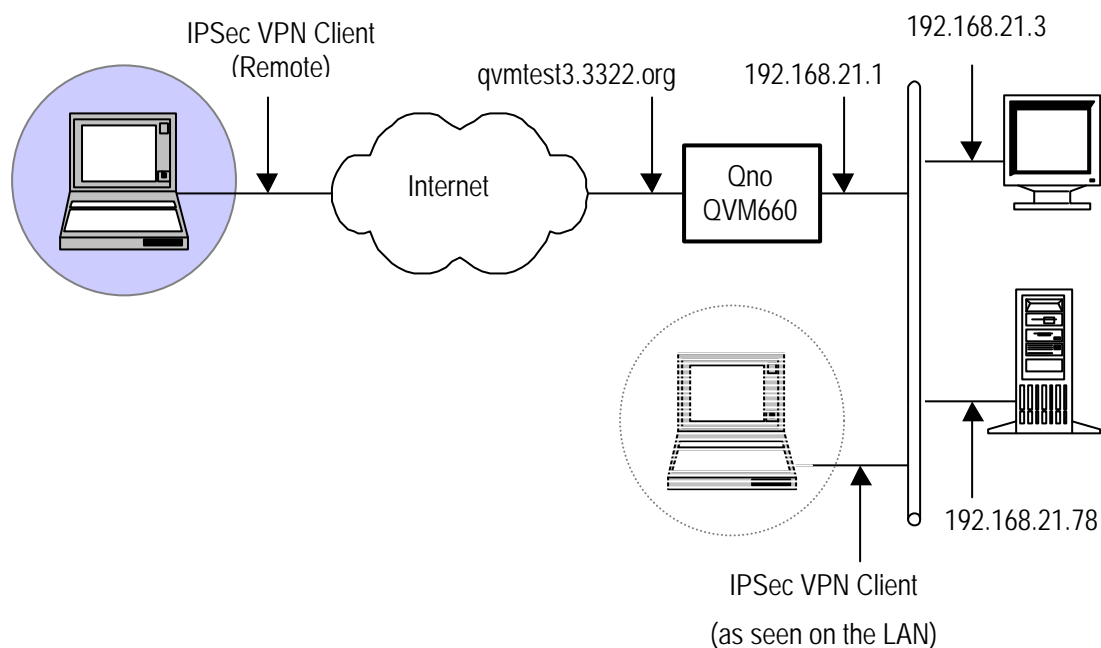 IPSec VPN Client
(Remote)
qvmtest3.3322.org
192.168.21.1
192.168.21.3
Internet
Qno
QVM660
192.168.21.78
IPSec VPN Client
(as seen on the LAN)